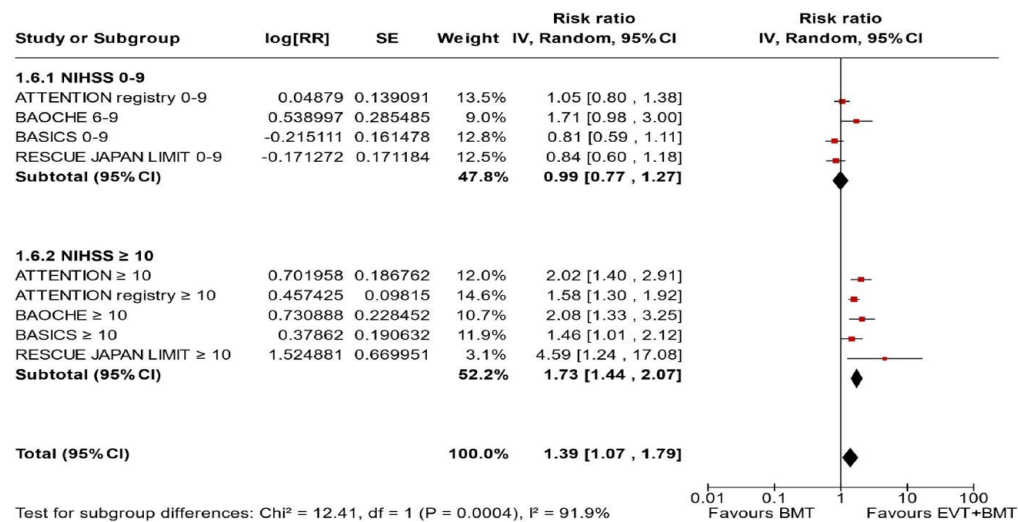 Risk ratio Risk ratio
Study or Subgroup log[RR] SE Weight IV, Random, 95% CI IV, Random, 95% CI
1.6.1 NIHSS 0-9
ATTENTION registry 0-9 0.04879 0.139091 13.5% 1.05 [0.80 , 1.38]
BAOCHE 6-9 0.538997 0.285485 9.0% 1.71 [0.98 , 3.00]
BASICS 0-9 -0.215111 0.161478 12.8% 0.81 [0.59 , 1.11]
RESCUE JAPAN LIMIT 0-9 -0.171272 0.171184 12.5% 0.84 [0.60 , 1.18]
Subtotal (95% CI) 47.8% 0.99 [0.77 , 1.27]
1.6.2 NIHSS ≥ 10
ATTENTION ≥ 10 0.701958 0.186762 12.0% 2.02 [1.40 , 2.91]
ATTENTION registry ≥ 10 0.457425 0.09815 14.6% 1.58 [1.30 , 1.92]
BAOCHE ≥ 10 0.730888 0.228452 10.7% 2.08 [1.33 , 3.25]
BASICS ≥ 10 0.37862 0.190632 11.9% 1.46 [1.01 , 2.12]
RESCUE JAPAN LIMIT ≥ 10 1.524881 0.669951 3.1% 4.59 [1.24 , 17.08]
Subtotal (95% CI) 52.2% 1.73 [1.44 , 2.07]
Total (95% CI) 100.0% 1.39 [1.07 , 1.79]
0.01 0.1 1 10 100
Test for subgroup differences: Chi² = 12.41, df = 1 (P = 0.0004), I² = 91.9% Favours BMT Favours EVT+BMT